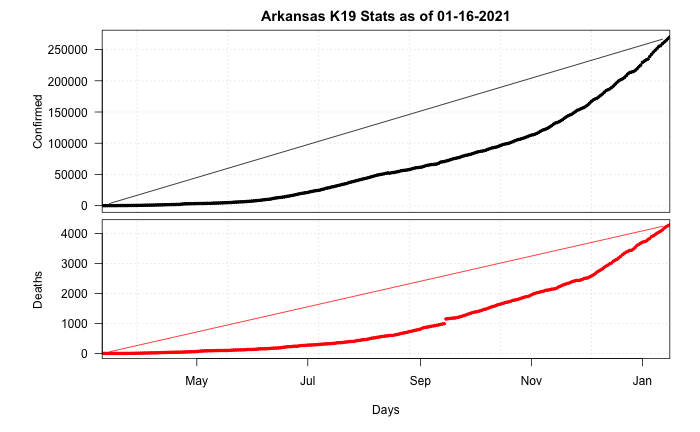 Arkansas K19 Stats as of 01-16-2021
Confirmed
250000
200000
150000
100000
50000
0
Deaths
4000
3000
2000
1000
0
May Jul Sep Nov Jan
Days